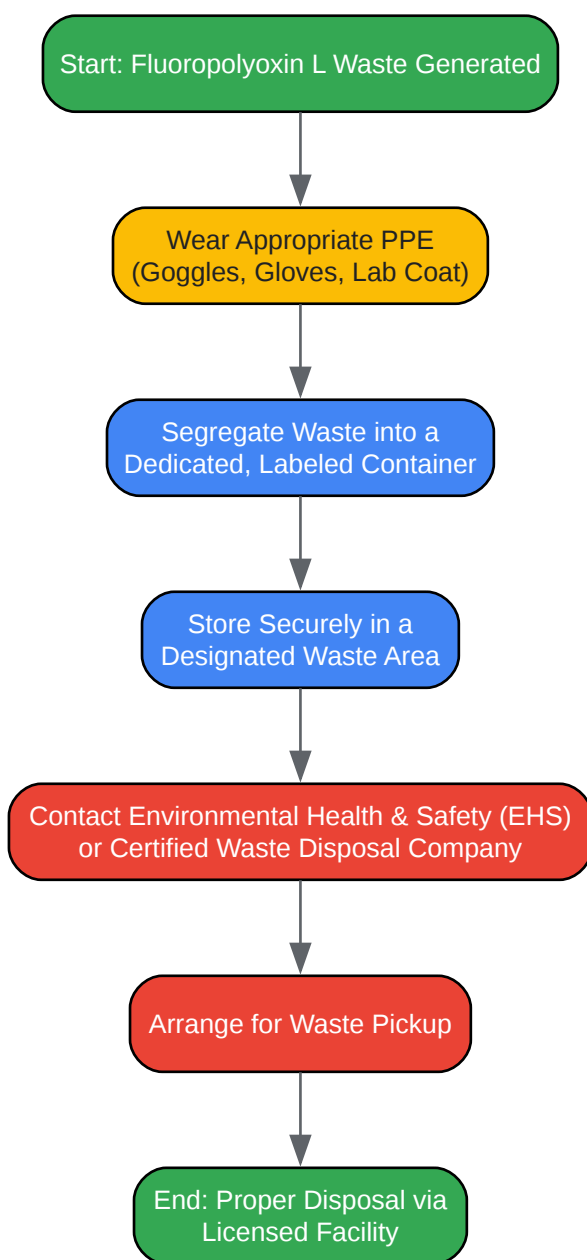 Start: Fluoropolyoxin L Waste Generated
Wear Appropriate PPE
(Goggles, Gloves, Lab Coat)
Segregate Waste into a
Dedicated, Labeled Container
Store Securely in a
Designated Waste Area
Contact Environmental Health & Safety (EHS)
or Certified Waste Disposal Company
Arrange for Waste Pickup
End: Proper Disposal via
Licensed Facility